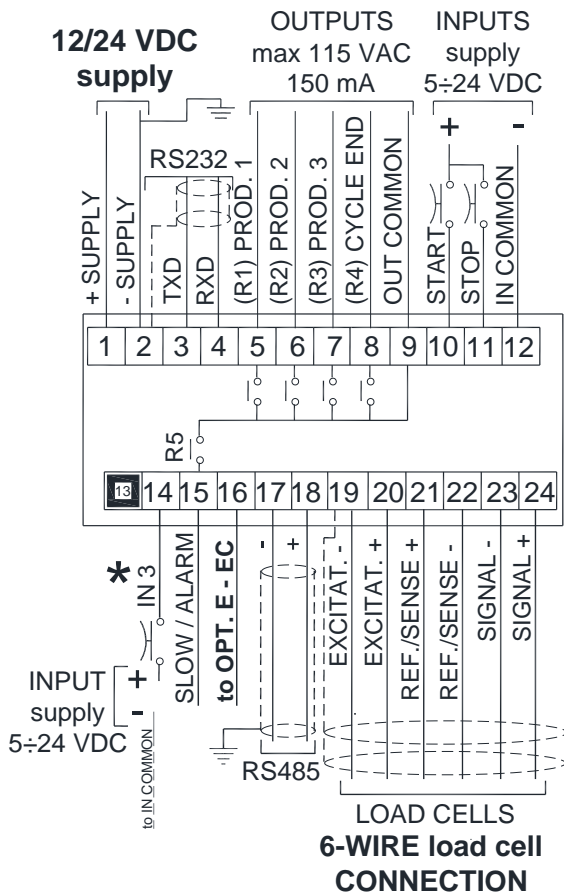 12/24 VDC
supply
OUTPUTS
max 115 VAC
150 mA
INPUTS
supply
5÷24 VDC
+ -
RS232
+ SUPPLY
- SUPPLY
TXD
RXD
(R1) PROD. 1
(R2) PROD. 2
(R3) PROD. 3
(R4) CYCLE END
OUT COMMON
START
STOP
IN COMMON
1 2 3 4 5 6 7 8 9 10 11 12
R5
13 14 15 16 17 18 19 20 21 22 23 24
*
IN 3
SLOW / ALARM
to OPT. E - EC
- +
EXCITAT. -
EXCITAT. +
REF./SENSE +
REF./SENSE -
SIGNAL -
SIGNAL +
INPUT
supply
5÷24 VDC
+
-
to IN COMMON
RS485
LOAD CELLS
6-WIRE load cell
CONNECTION